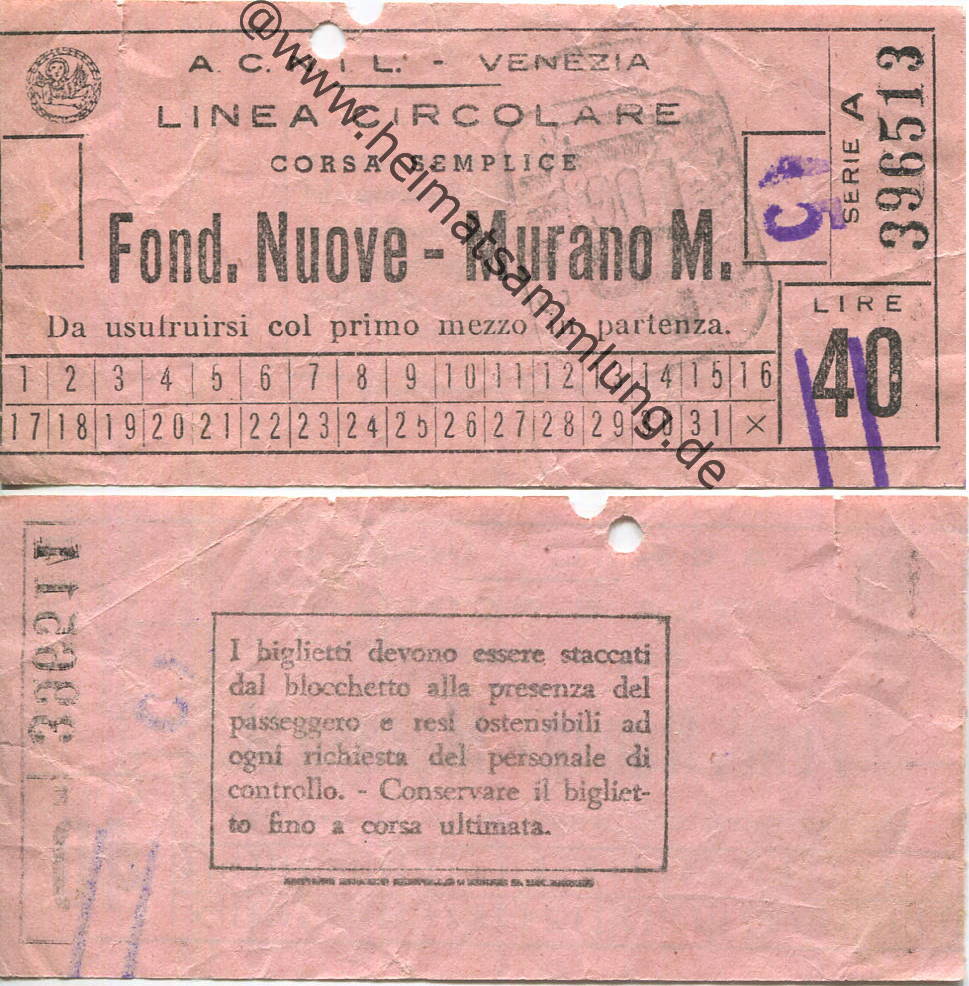 A. C. N. I. L. - VENEZIA
LINEA CIRCOLARE
CORSA SEMPLICE
Fond. Nuove - Murano M.
Da usufruirsi col primo mezzo in partenza.
1 2 3 4 5 6 7 8 9 10 11 12 13 14 15 16
17 18 19 20 21 22 23 24 25 26 27 28 29 30 31 ×
C
SERIE A
396513
LIRE
40
@www.heimatsammlung.de
I biglietti devono essere staccati
dal blocchetto alla presenza del
passeggero e resi ostensibili ad
ogni richiesta del personale di
controllo. - Conservare il bigliet-
to fino a corsa ultimata.